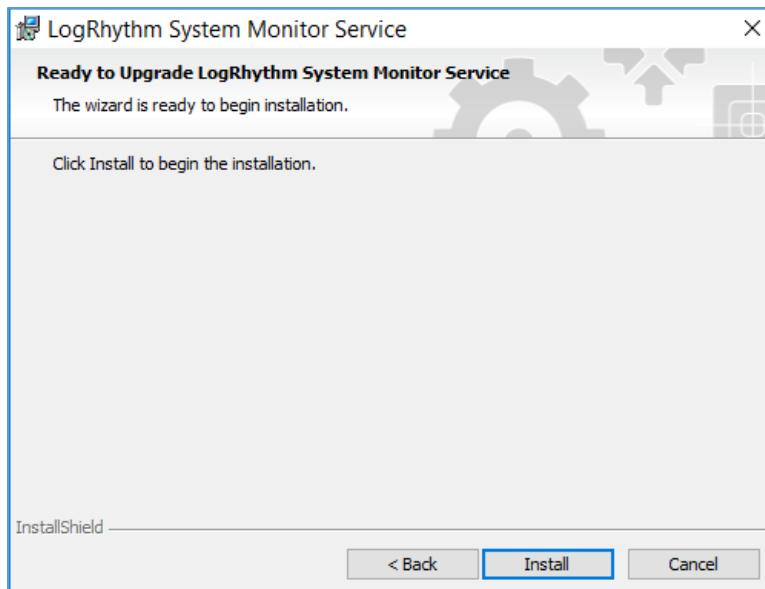 LogRhythm System Monitor Service
Ready to Upgrade LogRhythm System Monitor Service
The wizard is ready to begin installation.
Click Install to begin the installation.
InstallShield
< Back
Install
Cancel